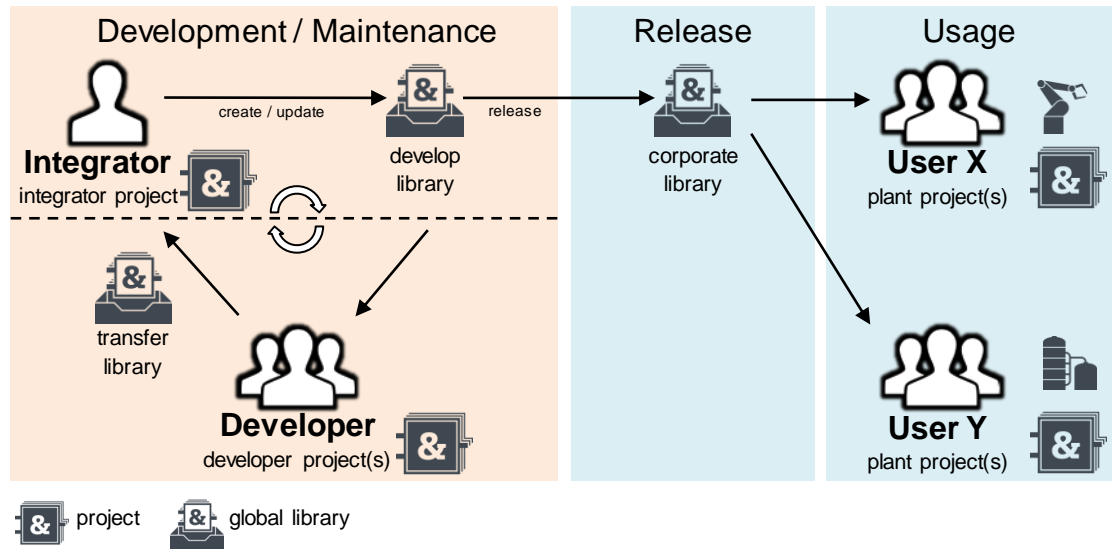 Development / Maintenance
Release
Usage
&
&
create / update
release
Integrator
integrator project
&
develop
library
corporate
library
User X
plant project(s)
&
&
transfer
library
Developer
developer project(s)
&
User Y
plant project(s)
&
& project
& global library